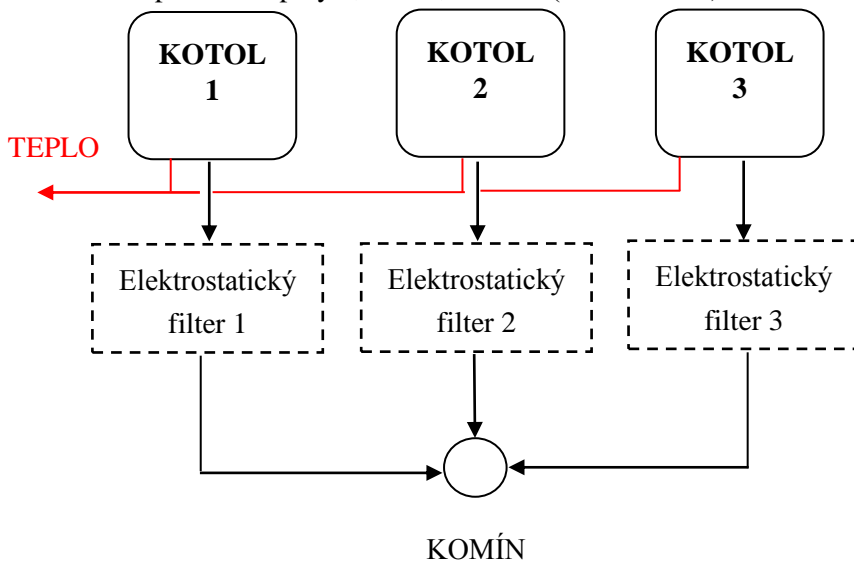 KOTOL
1
KOTOL
2
KOTOL
3
TEPLO
Elektrostatický
filter 1
Elektrostatický
filter 2
Elektrostatický
filter 3
KOMÍN